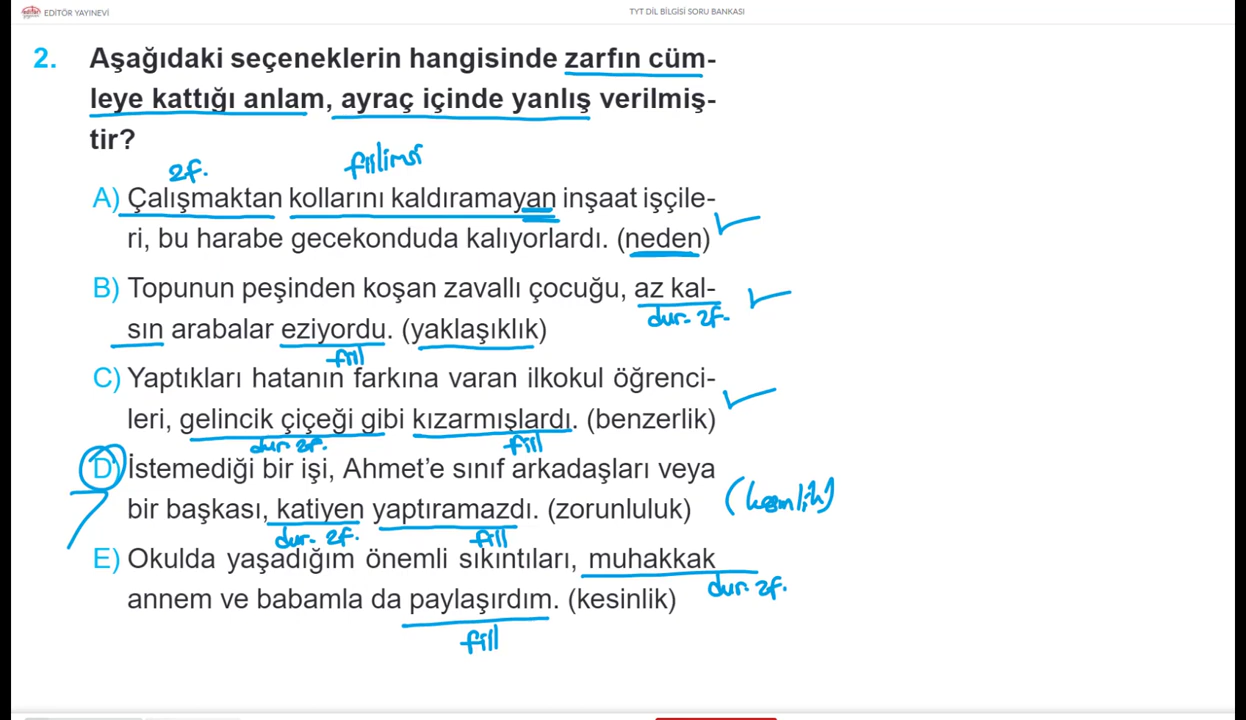 EDİTÖR YAYINEVİ
TYT DİL BİLGİSİ SORU BANKASI
2. Aşağıdaki seçeneklerin hangisinde zarfın cüm-
leye kattığı anlam, ayraç içinde yanlış verilmiş-
tir?
zf. fiilimsi
A) Çalışmaktan kollarını kaldıramayan inşaat işçile-
ri, bu harabe gecekonduda kalıyorlardı. (neden)
B) Topunun peşinden koşan zavallı çocuğu, az kal-
dur. zf.
sın arabalar eziyordu. (yaklaşıklık)
fiil
C) Yaptıkları hatanın farkına varan ilkokul öğrenci-
leri, gelincik çiçeği gibi kızarmışlardı. (benzerlik)
dur zf. fiil
D) İstemediği bir işi, Ahmet’e sınıf arkadaşları veya
bir başkası, katiyen yaptıramazdı. (zorunluluk) (kesinlik)
dur. zf. fiil
E) Okulda yaşadığım önemli sıkıntıları, muhakkak
dur. zf.
annem ve babamla da paylaşırdım. (kesinlik)
fiil